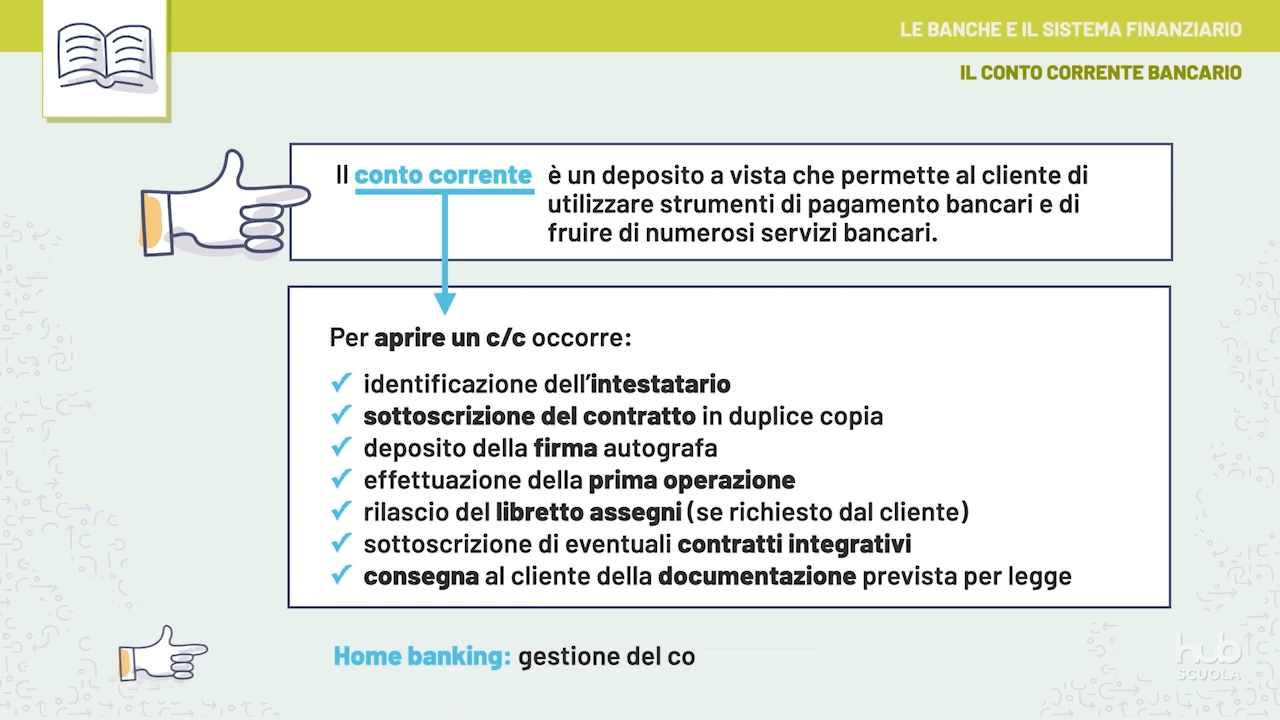 LE BANCHE E IL SISTEMA FINANZIARIO
IL CONTO CORRENTE BANCARIO
Il conto corrente è un deposito a vista che permette al cliente di
utilizzare strumenti di pagamento bancari e di
fruire di numerosi servizi bancari.
Per aprire un c/c occorre:
✓ identificazione dell'intestatario
✓ sottoscrizione del contratto in duplice copia
✓ deposito della firma autografa
✓ effettuazione della prima operazione
✓ rilascio del libretto assegni (se richiesto dal cliente)
✓ sottoscrizione di eventuali contratti integrativi
✓ consegna al cliente della documentazione prevista per legge
Home banking: gestione del co
hub
SCUOLA